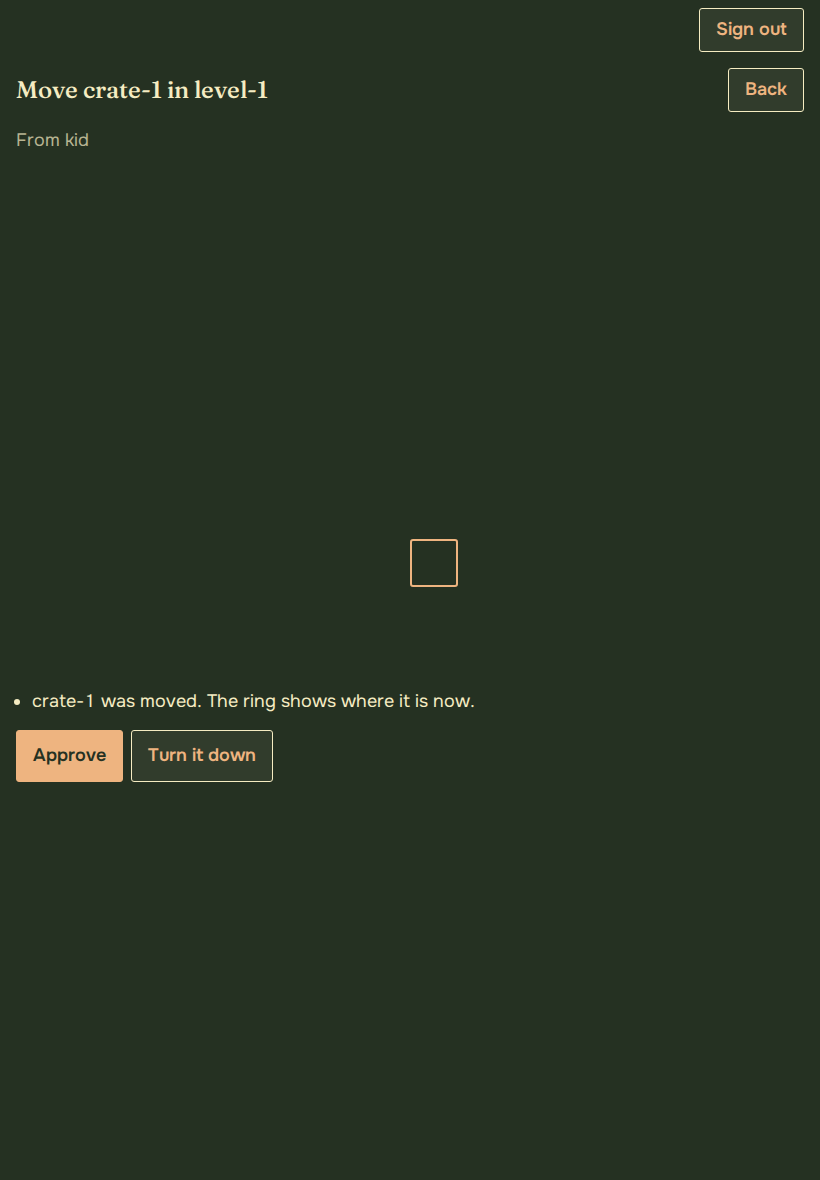 Sign out
Move crate-1 in level-1
Back
From kid
crate-1 was moved. The ring shows where it is now.
Approve
Turn it down